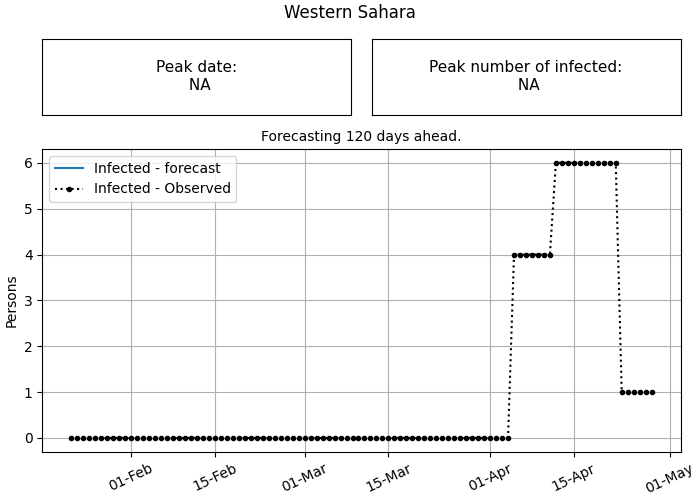 Western Sahara
Peak date:
NA
Peak number of infected:
NA
Forecasting 120 days ahead.
Infected - forecast
Infected - Observed
Persons
6
5
4
3
2
1
0
01-Feb
15-Feb
01-Mar
15-Mar
01-Apr
15-Apr
01-May